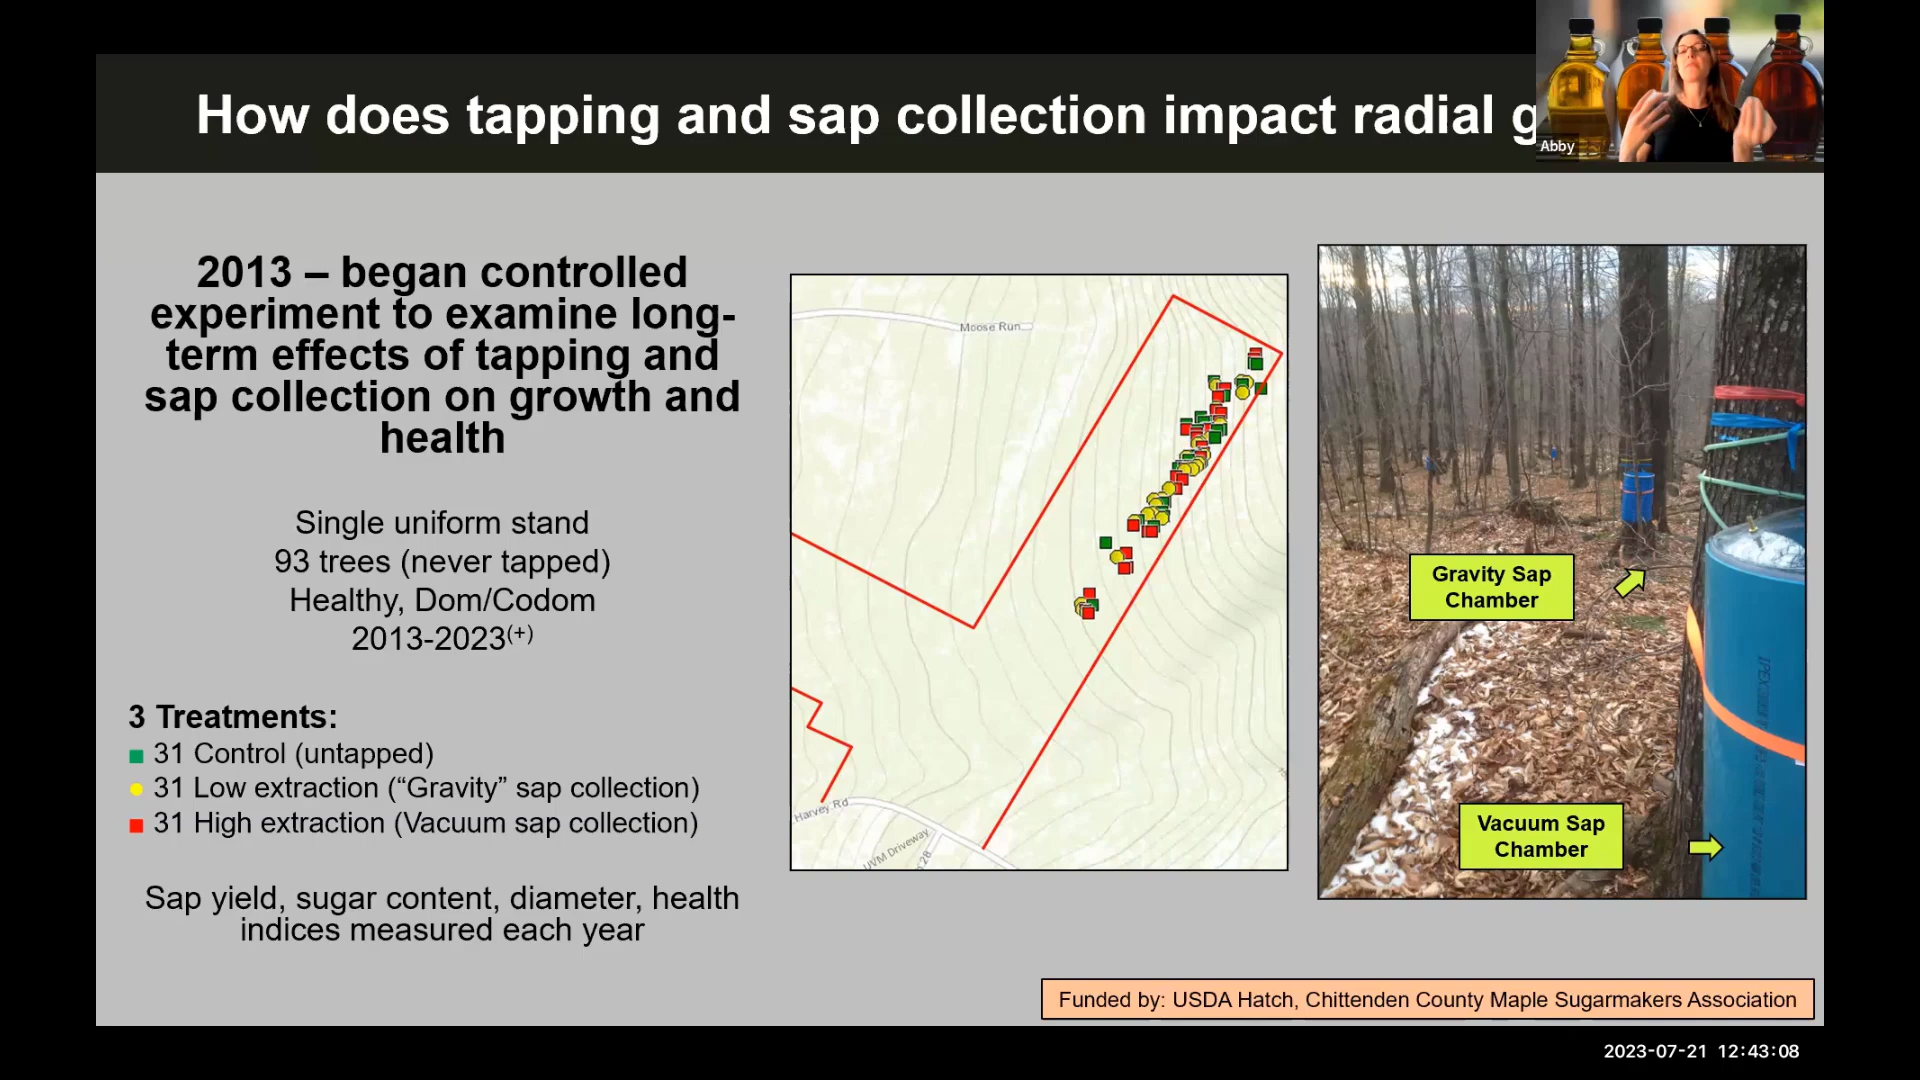 How does tapping and sap collection impact radial g
Abby
2013 – began controlled
experiment to examine long-
term effects of tapping and
sap collection on growth and
health
Single uniform stand
93 trees (never tapped)
Healthy, Dom/Codom
2013-2023(+)
3 Treatments:
31 Control (untapped)
31 Low extraction (“Gravity” sap collection)
31 High extraction (Vacuum sap collection)
Sap yield, sugar content, diameter, health
indices measured each year
Moose Run
Harvey Rd
UVM Driveway
Gravity Sap
Chamber
Vacuum Sap
Chamber
Funded by: USDA Hatch, Chittenden County Maple Sugarmakers Association
2023-07-21 12:43:08